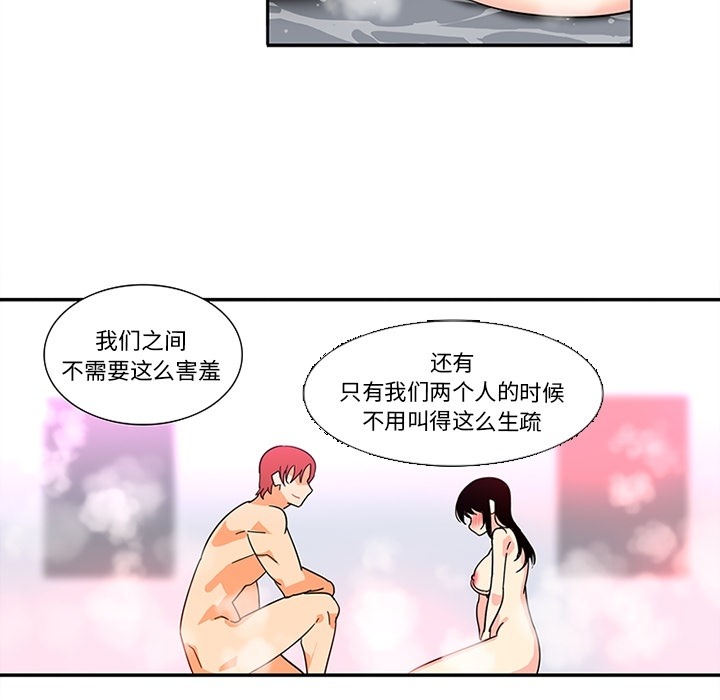 我们之间
不需要这么害羞
还有
只有我们两个人的时候
不用叫得这么生疏